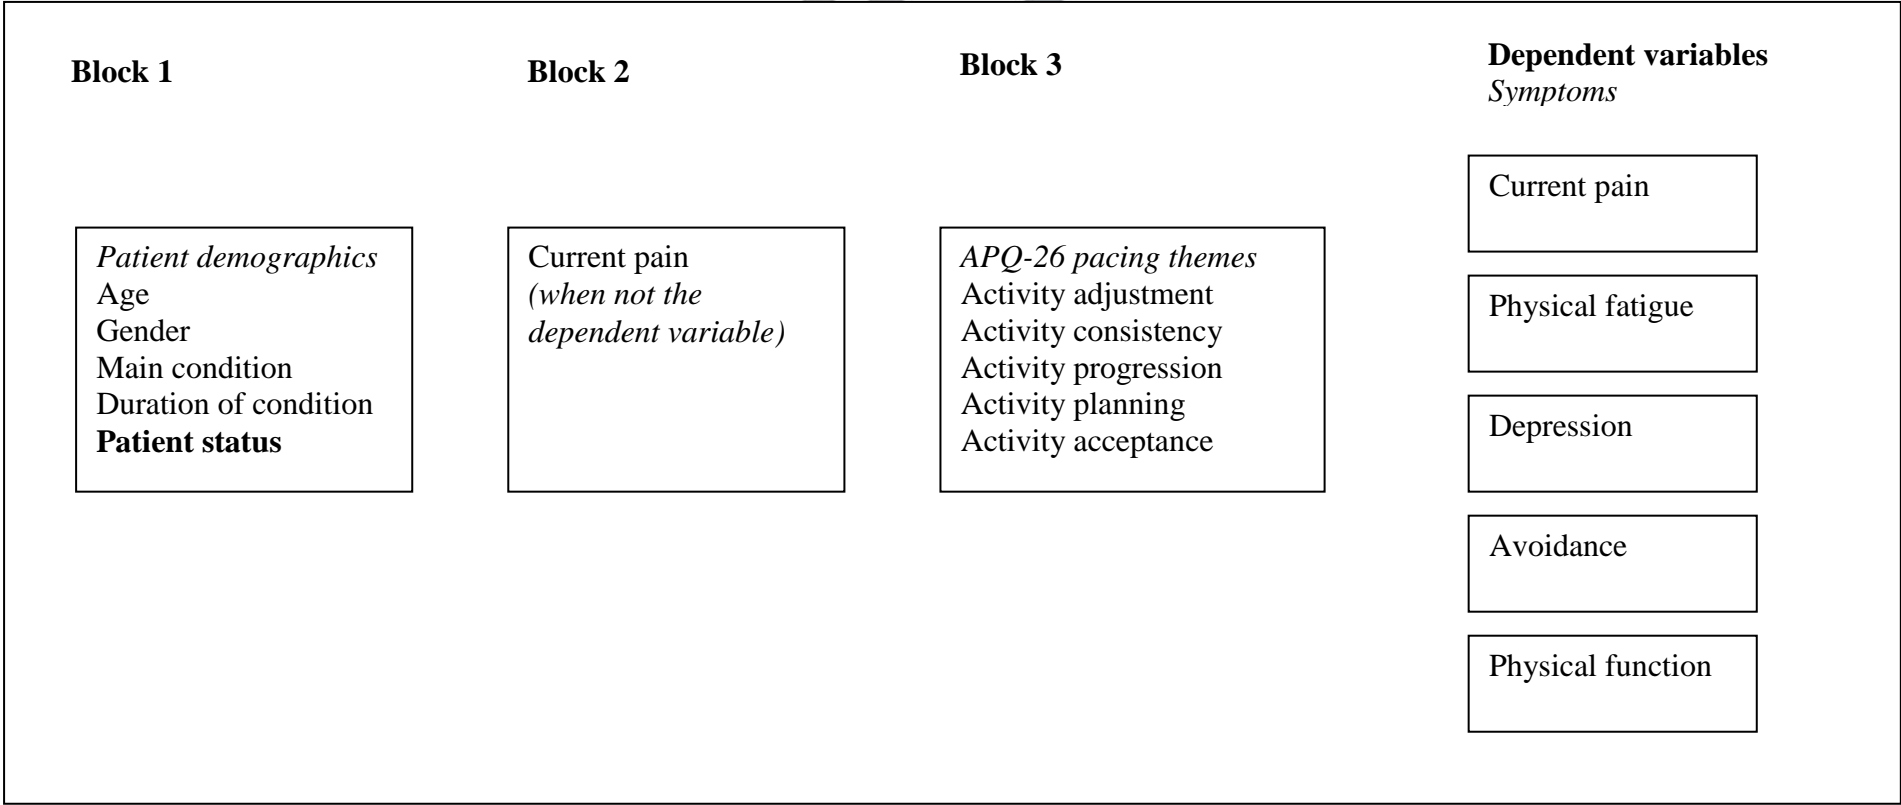 Block 1
Patient demographics
Age
Gender
Main condition
Duration of condition
Patient status
Block 2
Current pain
(when not the
dependent variable)
Block 3
APQ-26 pacing themes
Activity adjustment
Activity consistency
Activity progression
Activity planning
Activity acceptance
Dependent variables
Symptoms
Current pain
Physical fatigue
Depression
Avoidance
Physical function